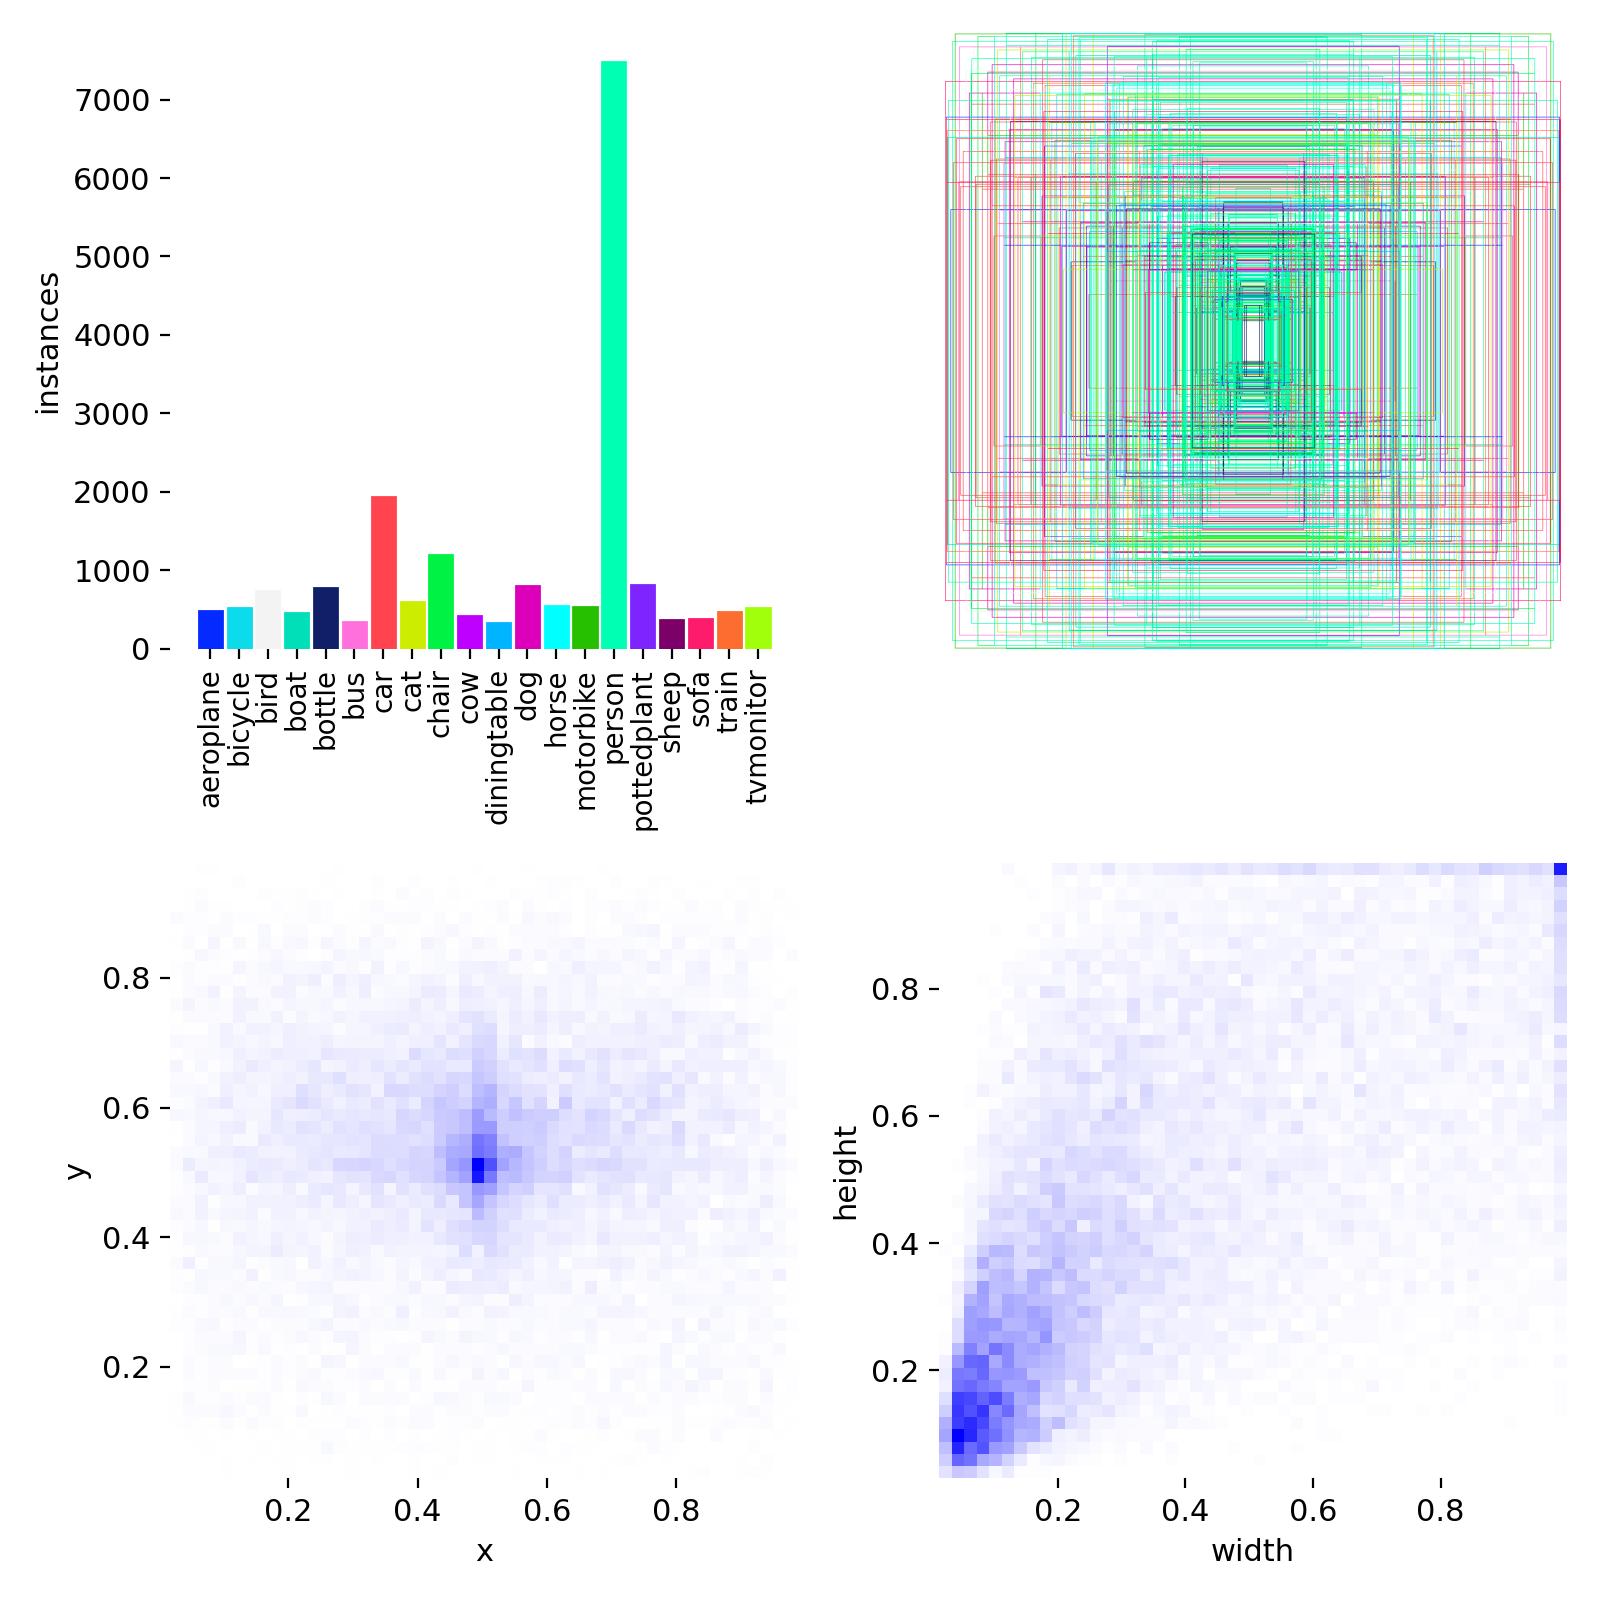 7000
6000
5000
4000
3000
2000
1000
0
instances
aeroplane
bicycle
bird
boat
bottle
bus
car
cat
chair
cow
diningtable
dog
horse
motorbike
person
pottedplant
sheep
sofa
train
tvmonitor
0.8
0.6
0.4
0.2
y
0.2 0.4 0.6 0.8
x
0.8
0.6
0.4
0.2
height
0.2 0.4 0.6 0.8
width